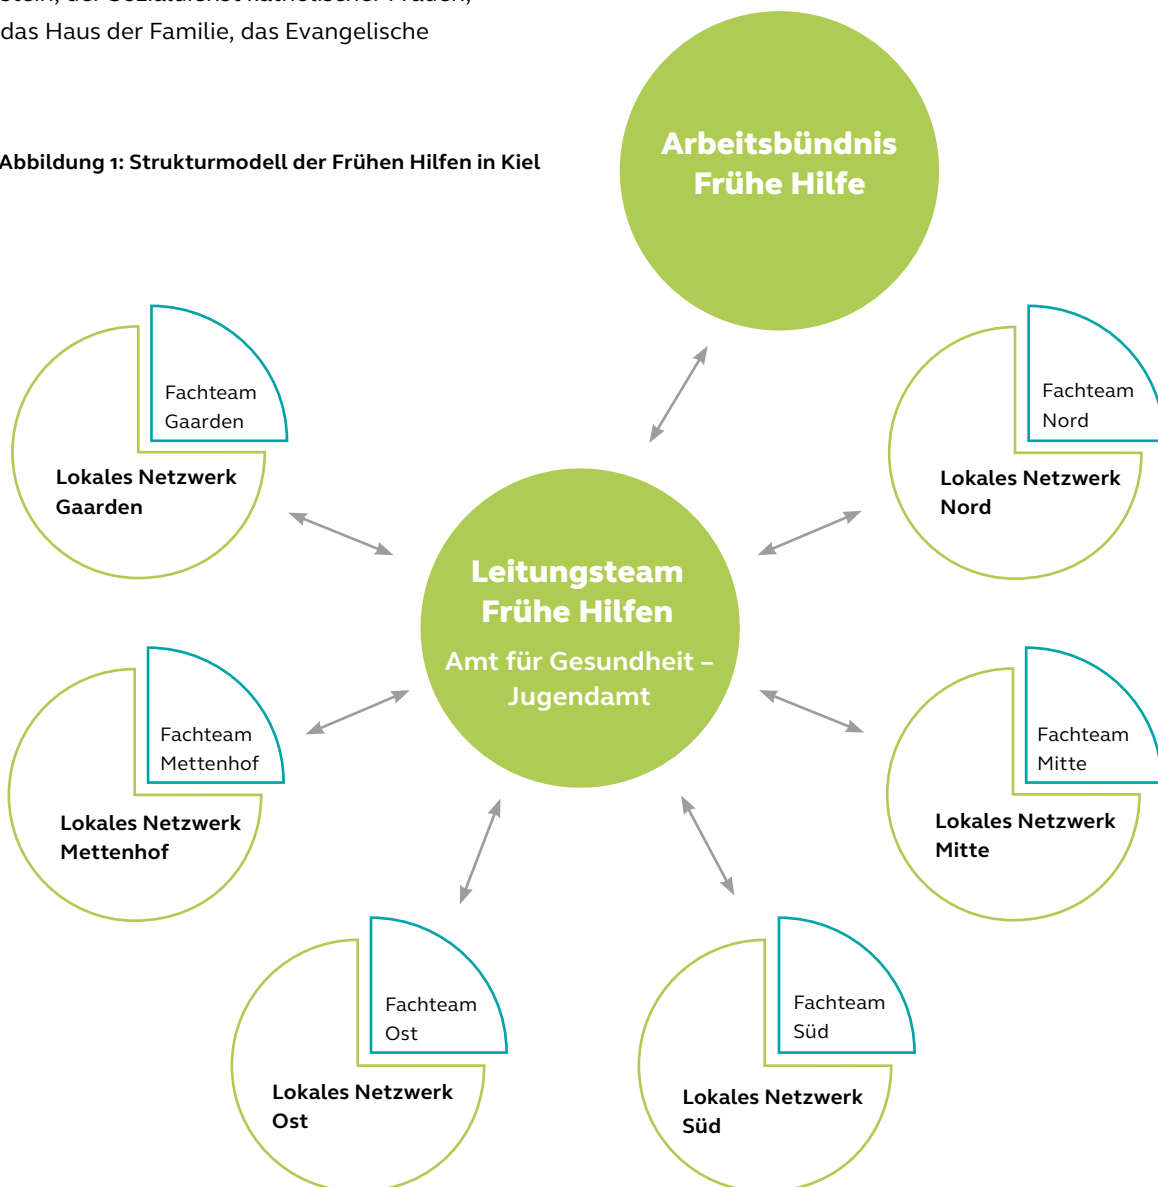 das Haus der Familie, das Evangelische
Abbildung 1: Strukturmodell der Frühen Hilfen in Kiel
Arbeitsbündnis
Frühe Hilfe
Fachteam
Gaarden
Lokales Netzwerk
Gaarden
Fachteam
Nord
Lokales Netzwerk
Nord
Leitungsteam
Frühe Hilfen
Amt für Gesundheit –
Jugendamt
Fachteam
Mettenhof
Lokales Netzwerk
Mettenhof
Fachteam
Mitte
Lokales Netzwerk
Mitte
Fachteam
Ost
Lokales Netzwerk
Ost
Fachteam
Süd
Lokales Netzwerk
Süd